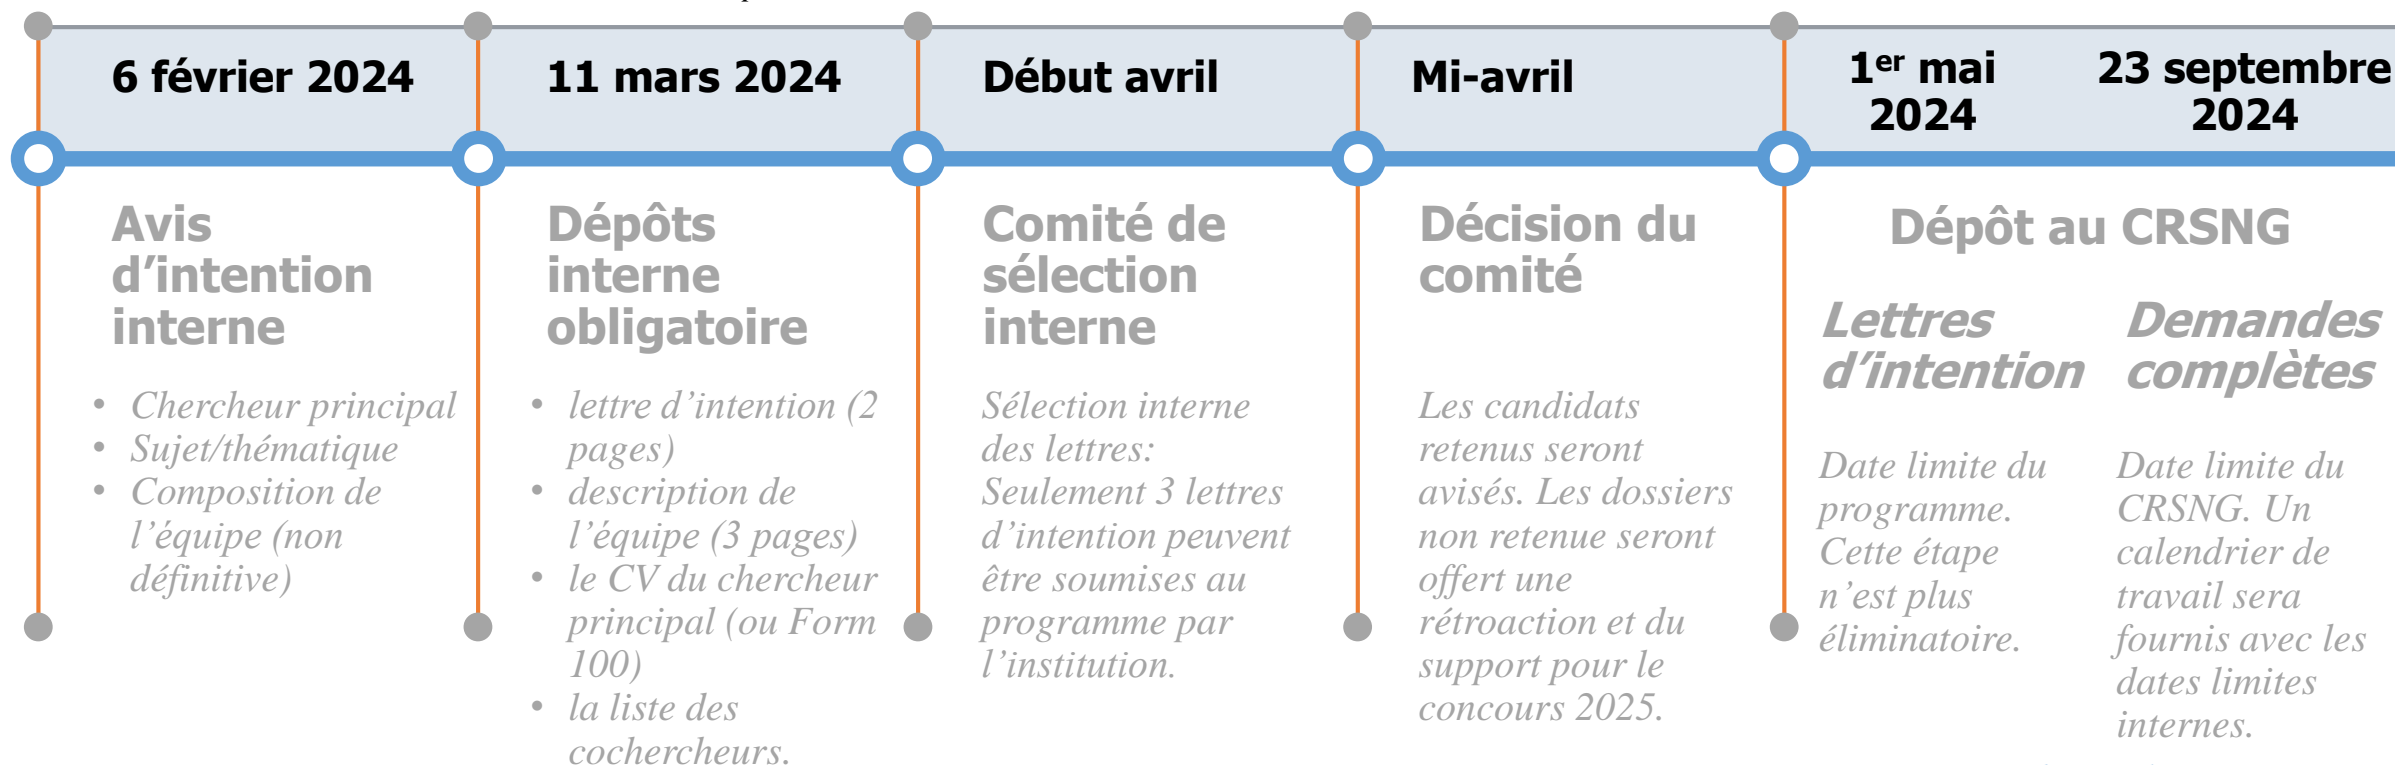 6 février 2024
Avis
d’intention
interne
• Chercheur principal
• Sujet/thématique
• Composition de
l’équipe (non
définitive)
11 mars 2024
Dépôts
interne
obligatoire
• lettre d’intention (2
pages)
• description de
l’équipe (3 pages)
• le CV du chercheur
principal (ou Form
100)
• la liste des
cochercheurs.
Début avril
Comité de
sélection
interne
Sélection interne
des lettres:
Seulement 3 lettres
d’intention peuvent
être soumises au
programme par
l’institution.
Mi-avril
Décision du
comité
Les candidats
retenus seront
avisés. Les dossiers
non retenue seront
offert une
rétroaction et du
support pour le
concours 2025.
1er mai
2024
23 septembre
2024
Dépôt au CRSNG
Lettres
d’intention
Date limite du
programme.
Cette étape
n’est plus
éliminatoire.
Demandes
complètes
Date limite du
CRSNG. Un
calendrier de
travail sera
fournis avec les
dates limites
internes.